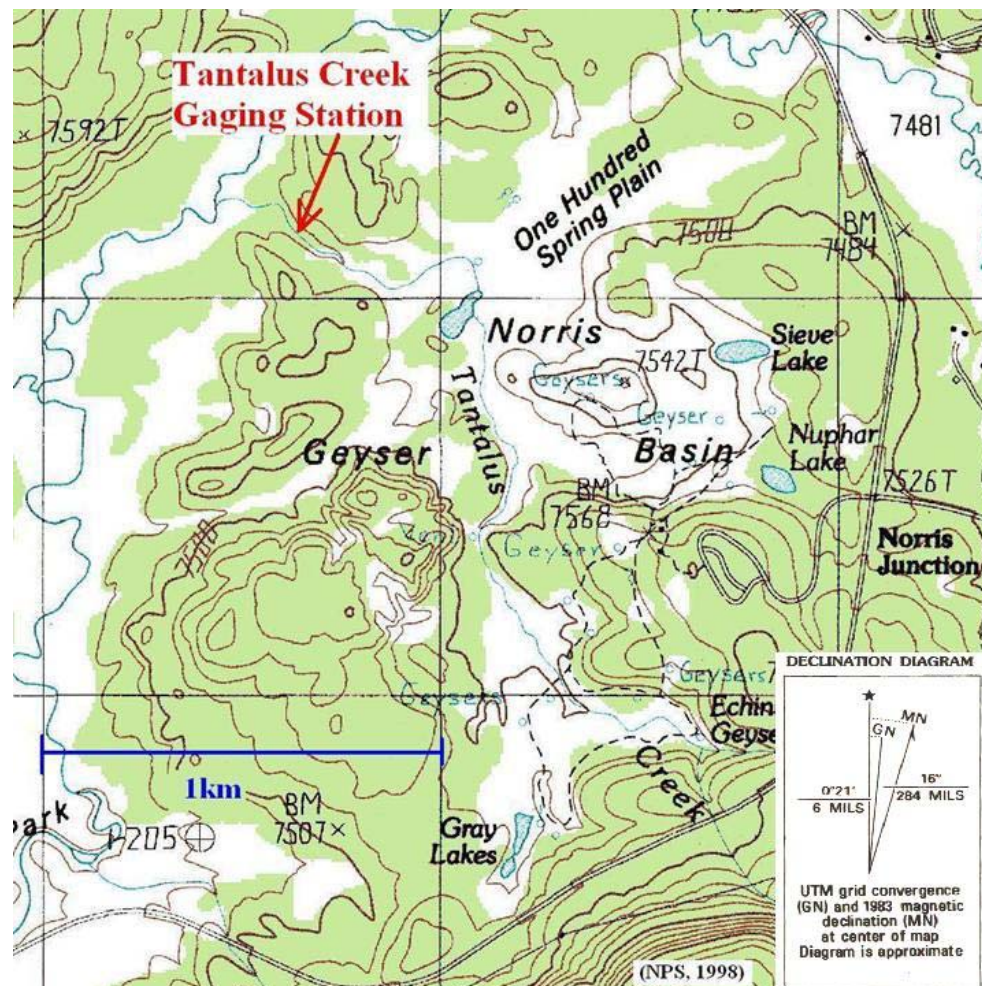 Tantalus Creek
Gaging Station
7592T
7481
One Hundred
Spring Plain
7500
BM
7484
Norris
Sieve
Lake
7542T
Geysers
Tantalus
Geyser
Geyser
Basin
Nuphar
Lake
BM
7568
7526T
7500
Geyser
Norris
Junction
Geysers
Geysers
Echin
Geyse
Creek
1km
BM
7507
park
A-205
Gray
Lakes
DECLINATION DIAGRAM
MN
GN
0°21'
6 MILS
16°
284 MILS
UTM grid convergence
(GN) and 1983 magnetic
declination (MN)
at center of map
Diagram is approximate
(NPS, 1998)